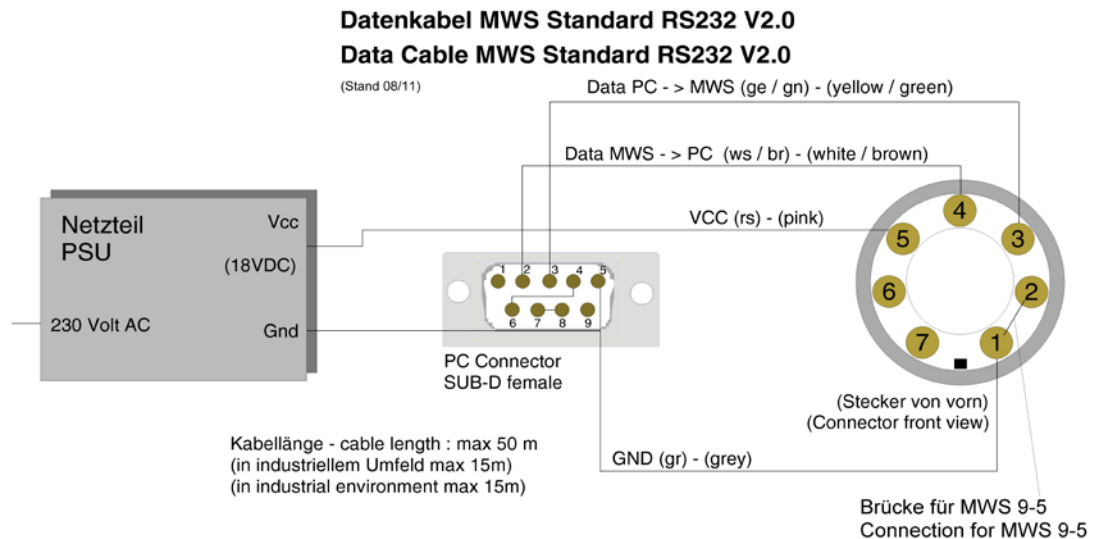 Datenkabel MWS Standard RS232 V2.0
Data Cable MWS Standard RS232 V2.0
(Stand 08/11)
Data PC - > MWS (ge / gn) - (yellow / green)
Data MWS - > PC (ws / br) - (white / brown)
VCC (rs) - (pink)
Netzteil
PSU
Vcc
(18VDC)
230 Volt AC
Gnd
1 2 3 4 5
6 7 8 9
PC Connector
SUB-D female
4
5 3
6 2
7 1
(Stecker von vorn)
(Connector front view)
Kabellänge - cable length : max 50 m
(in industriellem Umfeld max 15m)
(in industrial environment max 15m)
GND (gr) - (grey)
Brücke für MWS 9-5
Connection for MWS 9-5